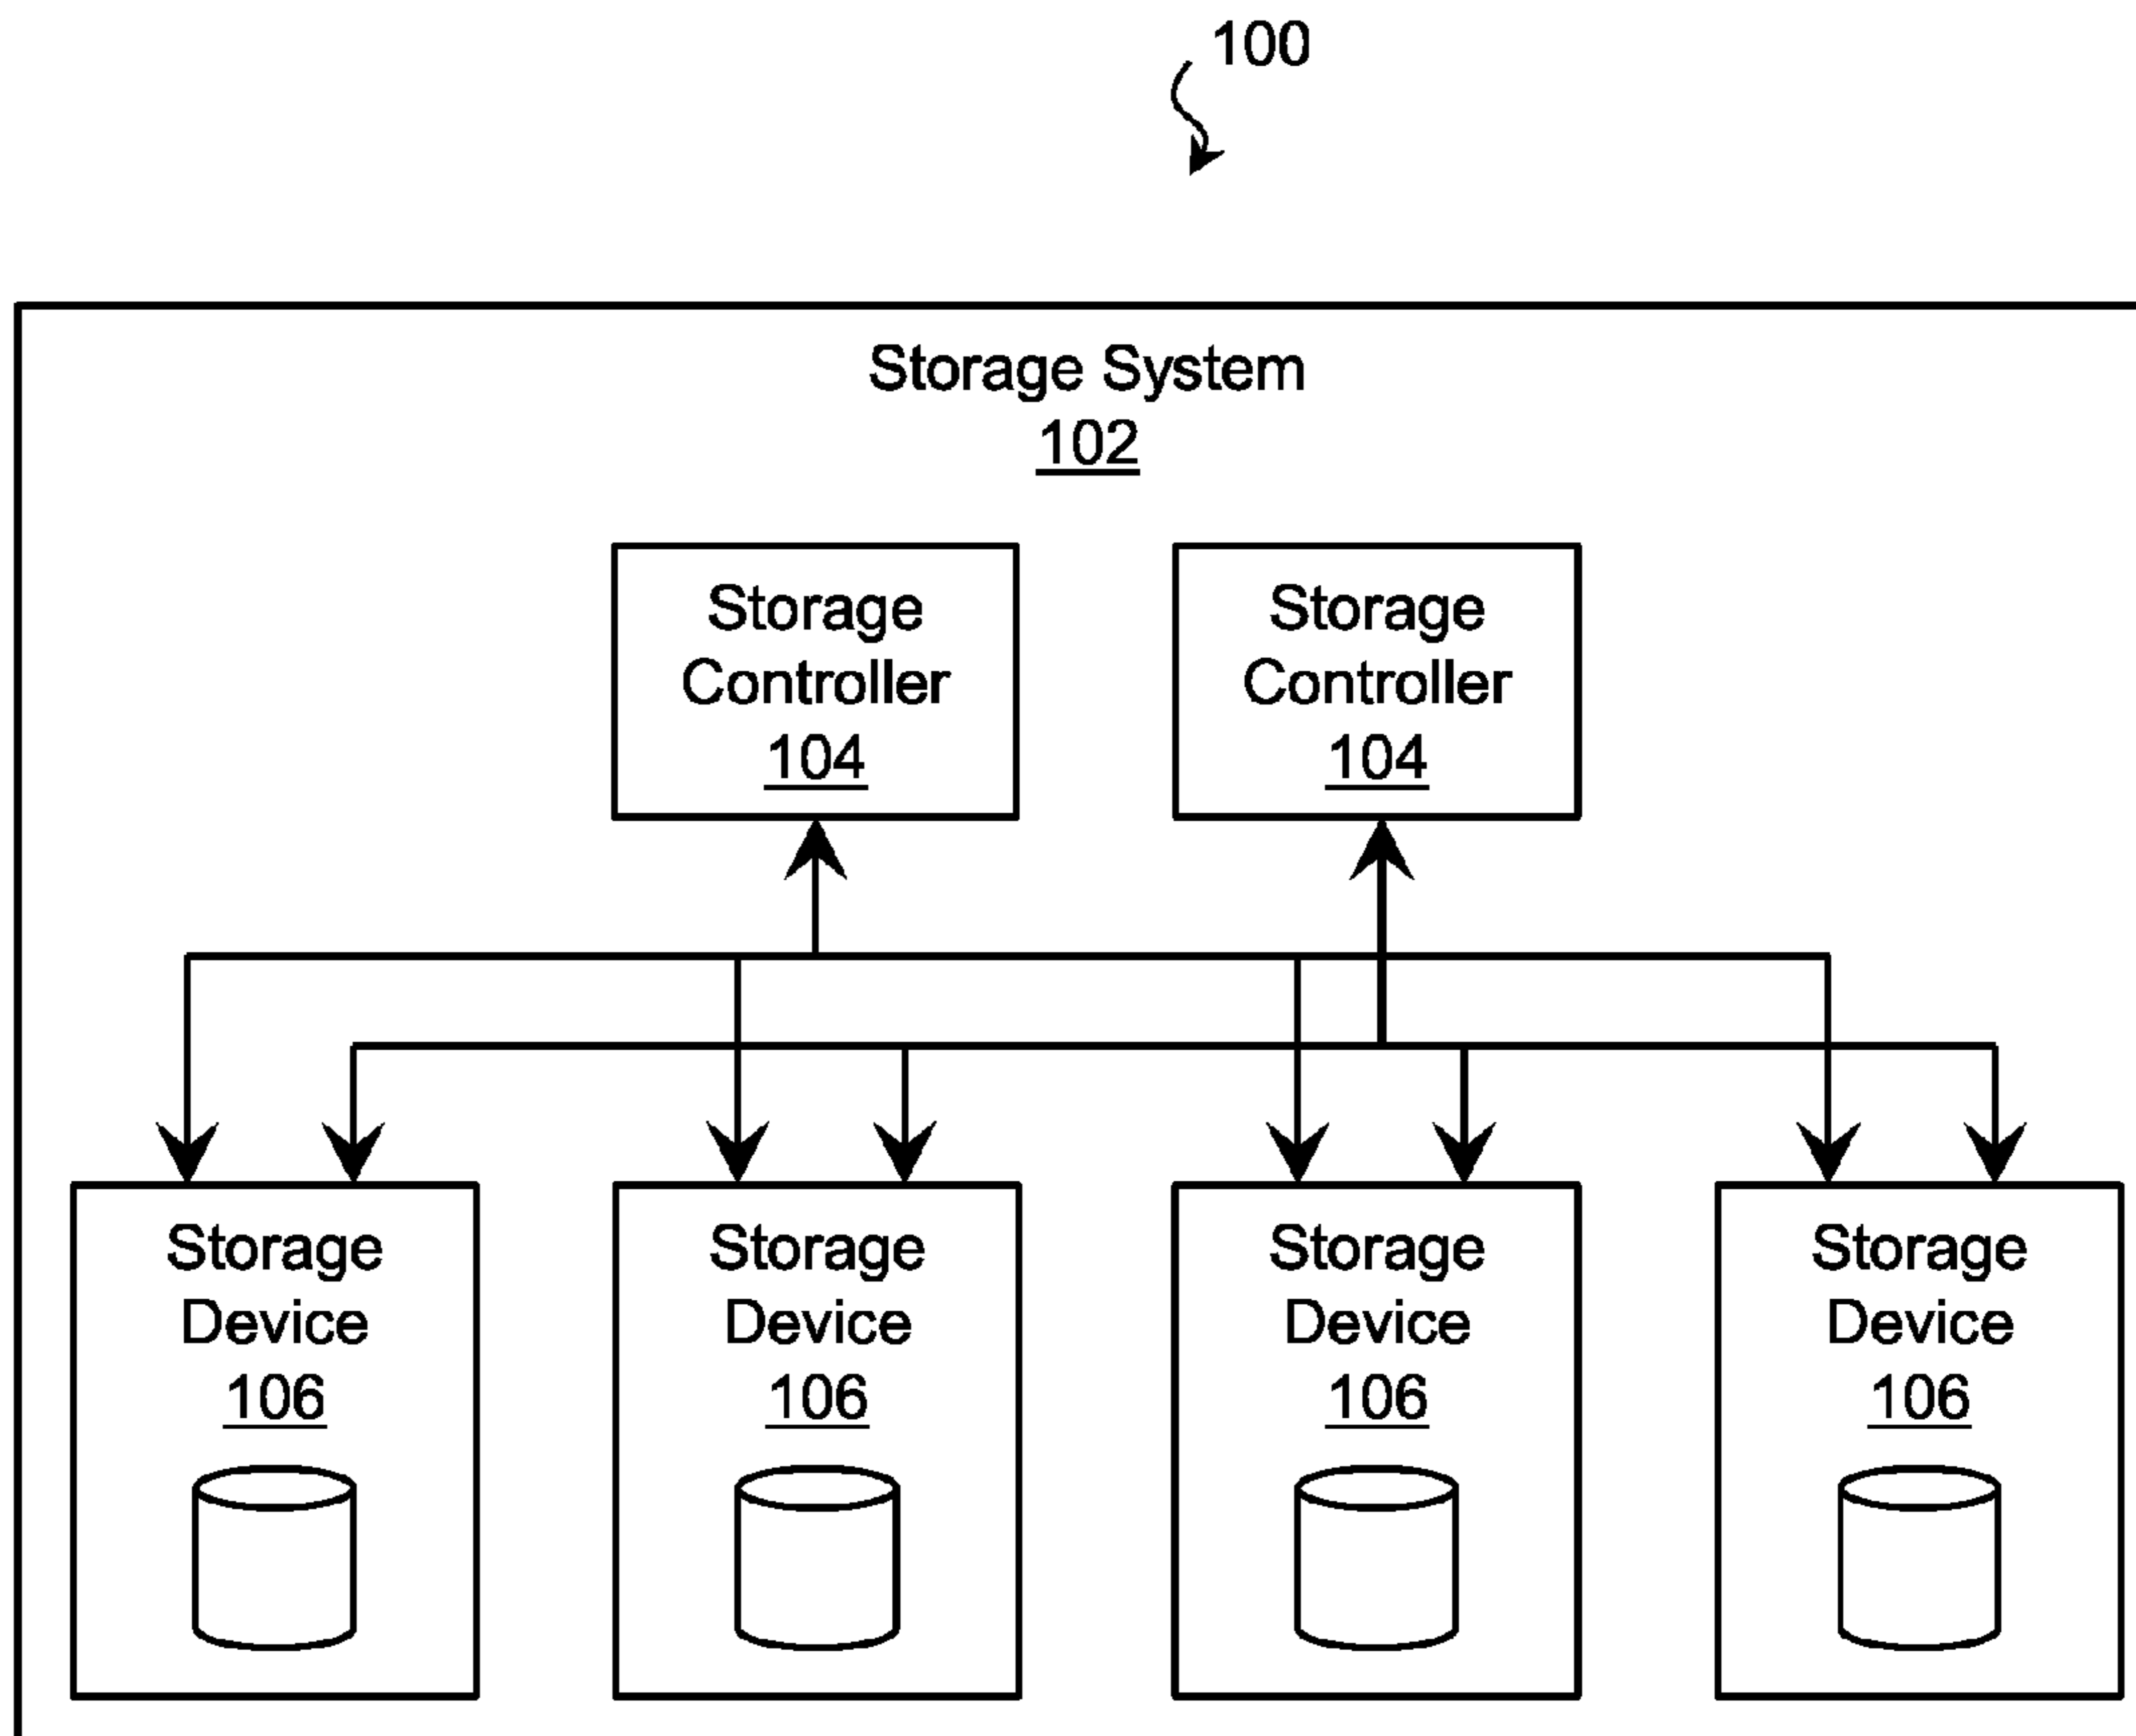 100
Storage System
102
Storage
Controller
104
Storage
Controller
104
Storage
Device
106
Storage
Device
106
Storage
Device
106
Storage
Device
106